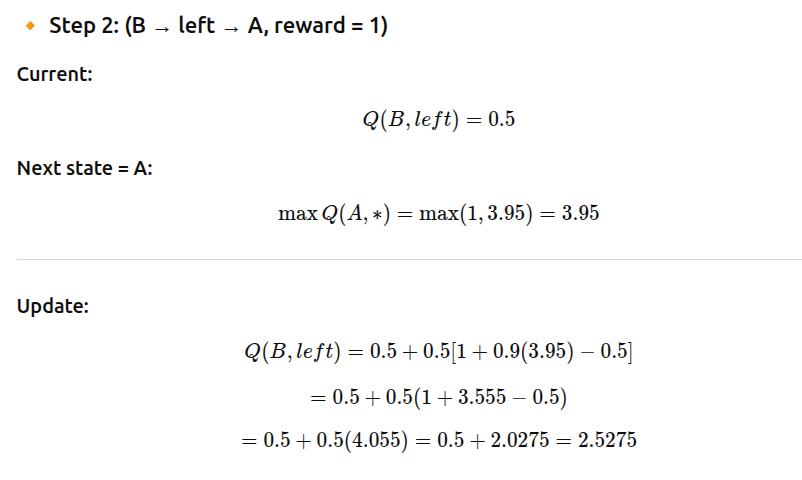 🔸 Step 2: (B → left → A, reward = 1)
Current:
Q(B, left) = 0.5
Next state = A:
max Q(A, ∗) = max(1, 3.95) = 3.95
Update:
Q(B, left) = 0.5 + 0.5[1 + 0.9(3.95) − 0.5]
= 0.5 + 0.5(1 + 3.555 − 0.5)
= 0.5 + 0.5(4.055) = 0.5 + 2.0275 = 2.5275